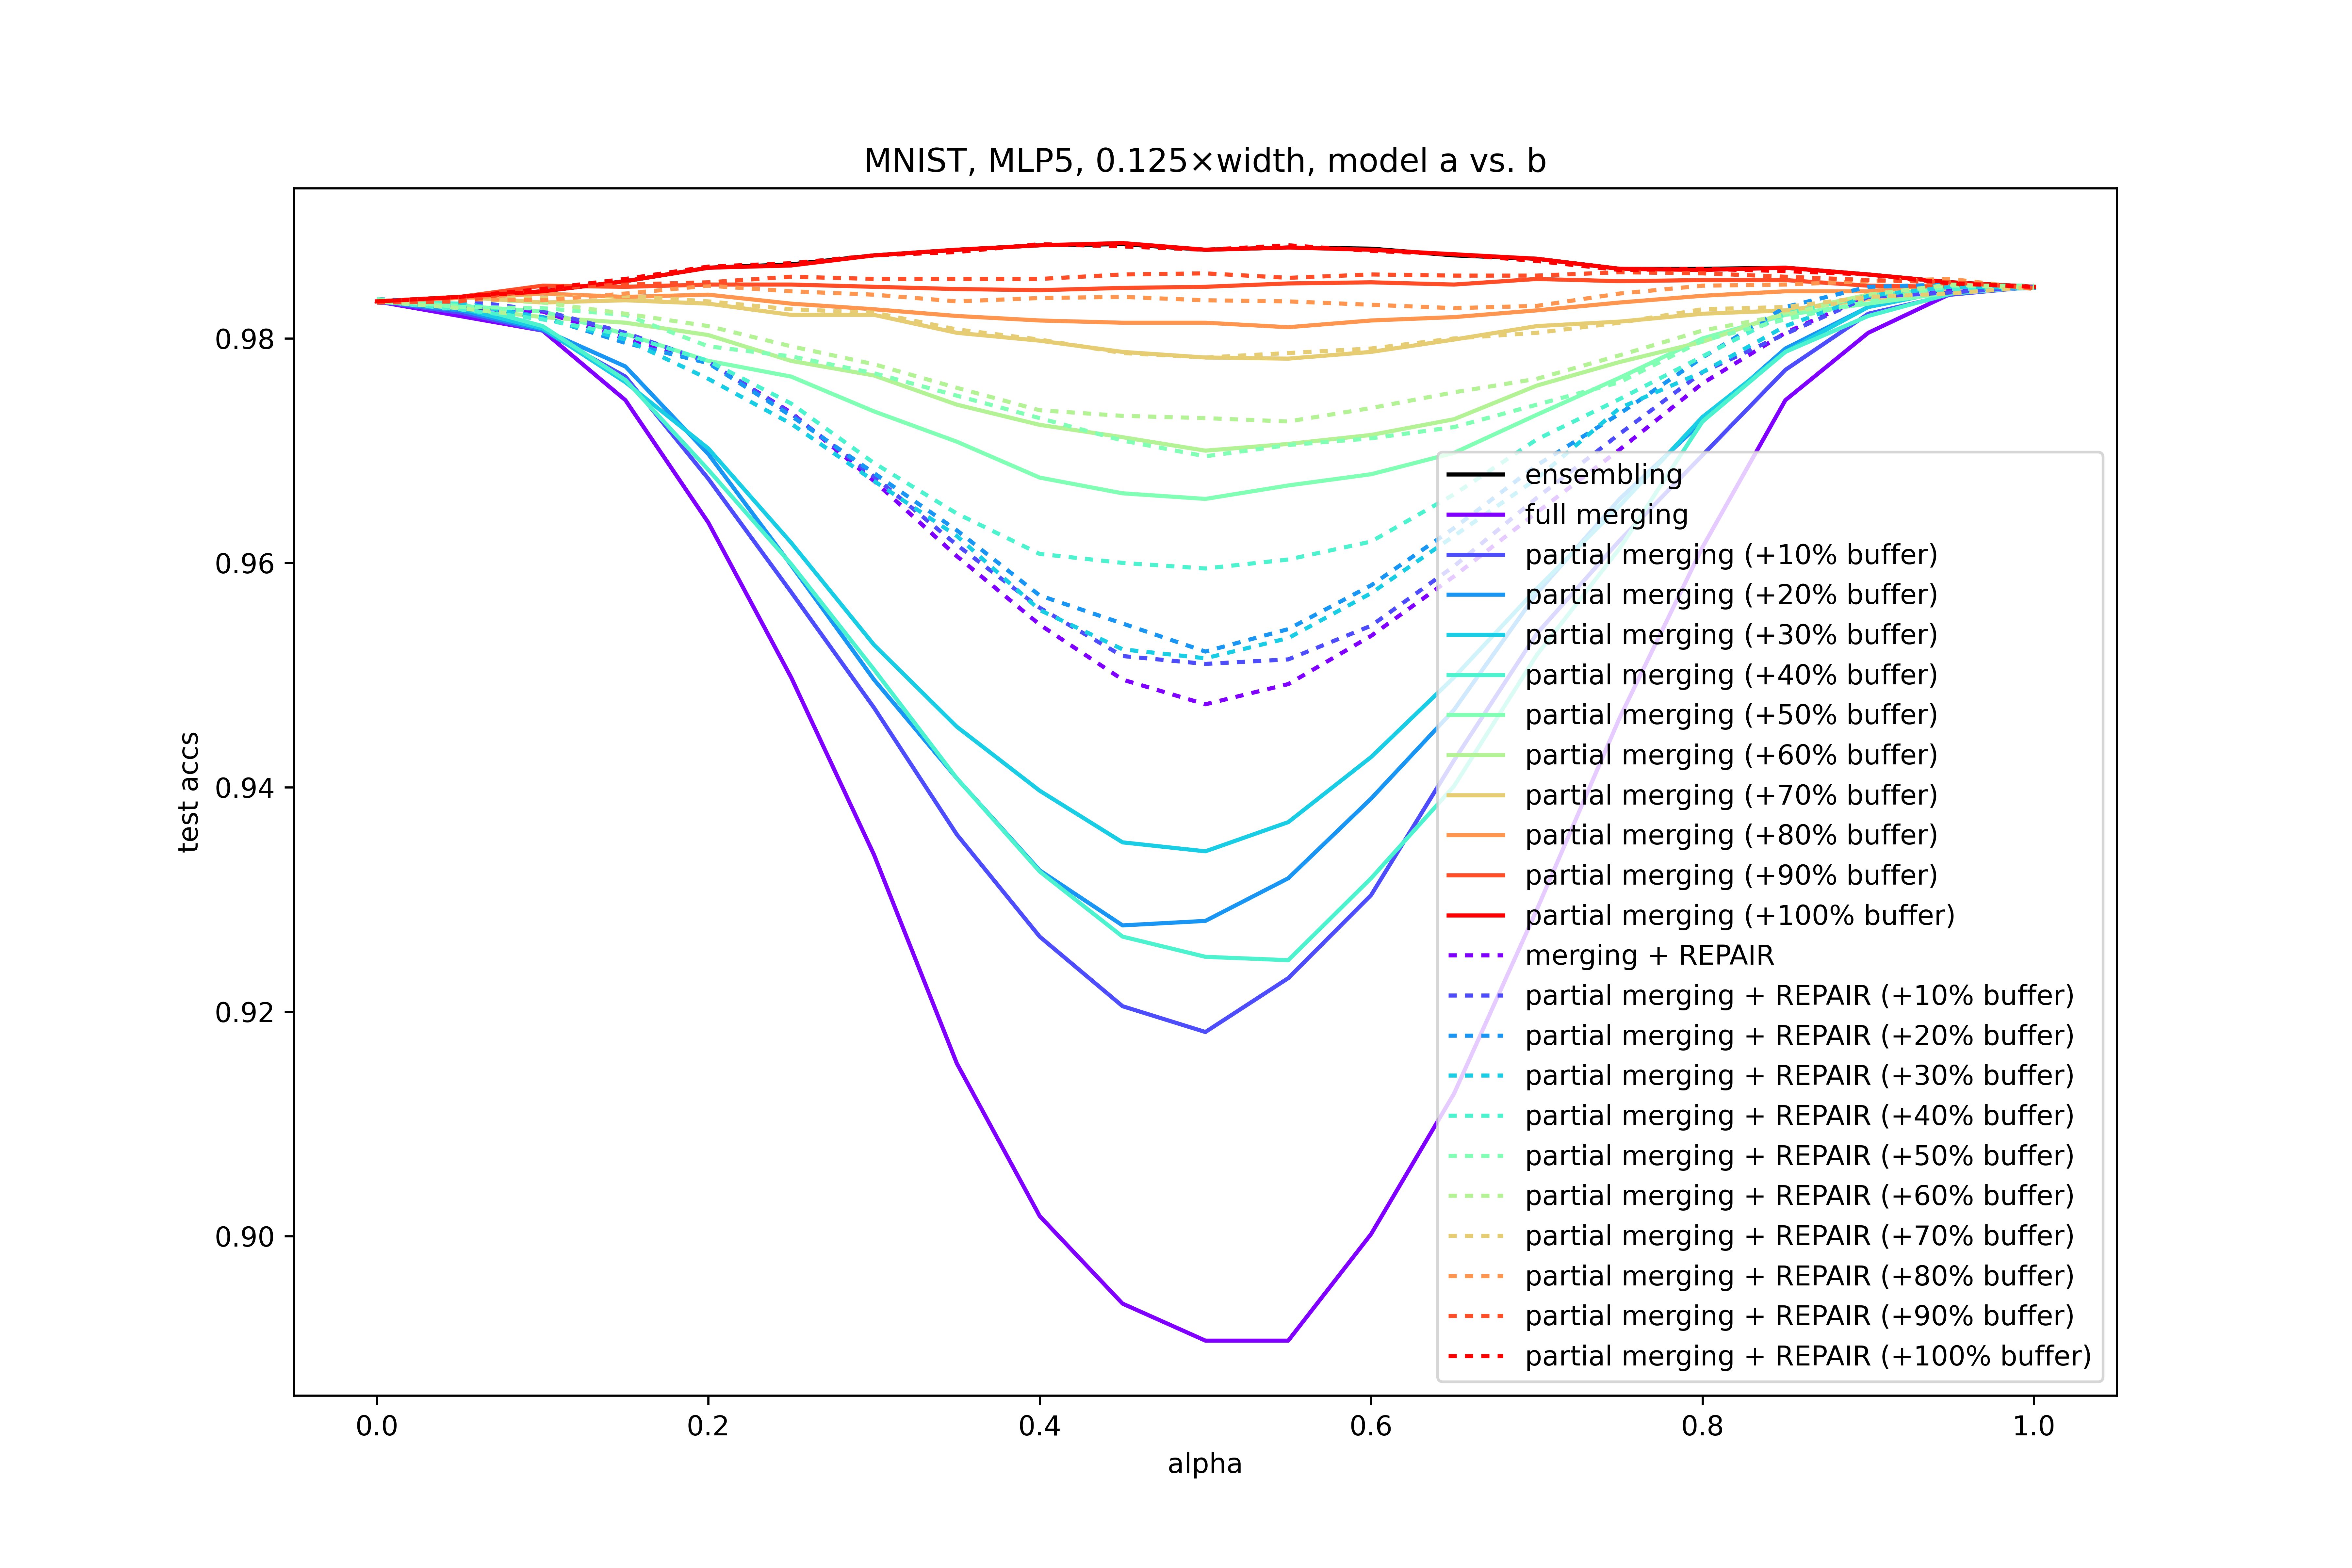 MNIST, MLP5, 0.125×width, model a vs. b
test accs
0.98
0.96
0.94
0.92
0.90
ensembling
full merging
partial merging (+10% buffer)
partial merging (+20% buffer)
partial merging (+30% buffer)
partial merging (+40% buffer)
partial merging (+50% buffer)
partial merging (+60% buffer)
partial merging (+70% buffer)
partial merging (+80% buffer)
partial merging (+90% buffer)
partial merging (+100% buffer)
merging + REPAIR
partial merging + REPAIR (+10% buffer)
partial merging + REPAIR (+20% buffer)
partial merging + REPAIR (+30% buffer)
partial merging + REPAIR (+40% buffer)
partial merging + REPAIR (+50% buffer)
partial merging + REPAIR (+60% buffer)
partial merging + REPAIR (+70% buffer)
partial merging + REPAIR (+80% buffer)
partial merging + REPAIR (+90% buffer)
partial merging + REPAIR (+100% buffer)
0.0 0.2 0.4 0.6 0.8 1.0
alpha